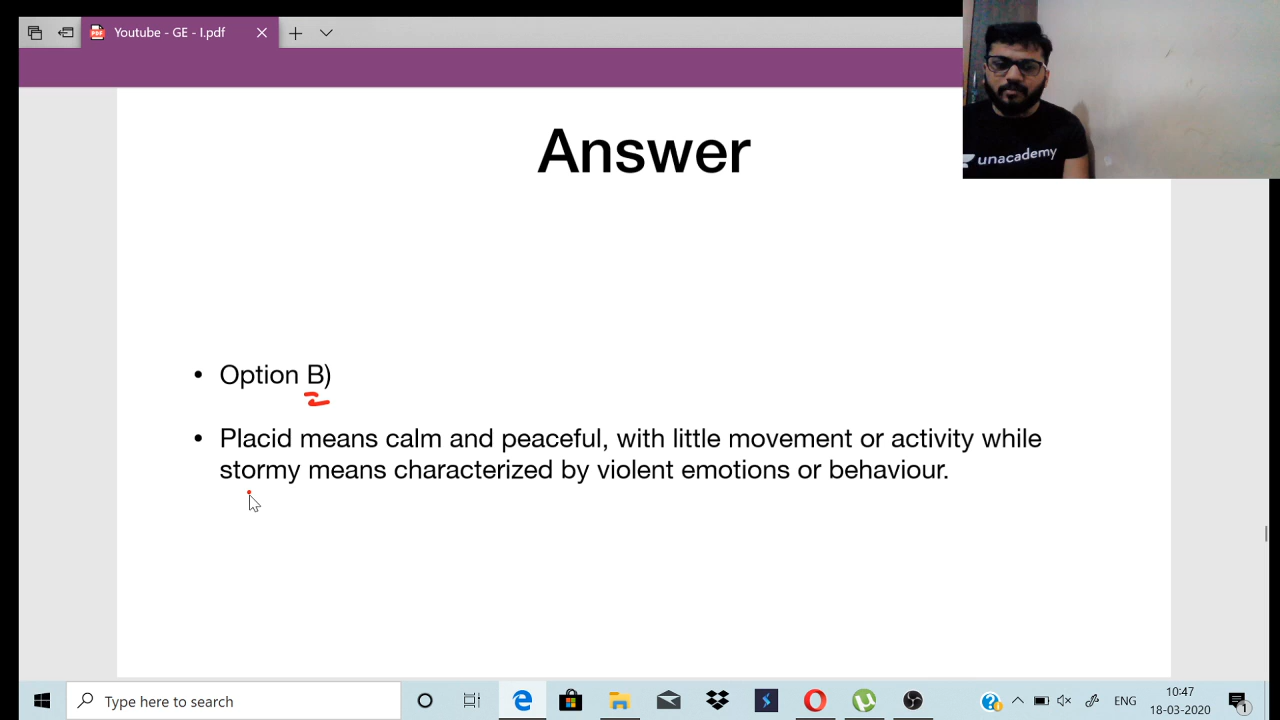 Youtube - GE - I.pdf
unacademy
Answer
• Option B)
• Placid means calm and peaceful, with little movement or activity while
stormy means characterized by violent emotions or behaviour.
Type here to search
ENG
10:47
18-03-2020
1